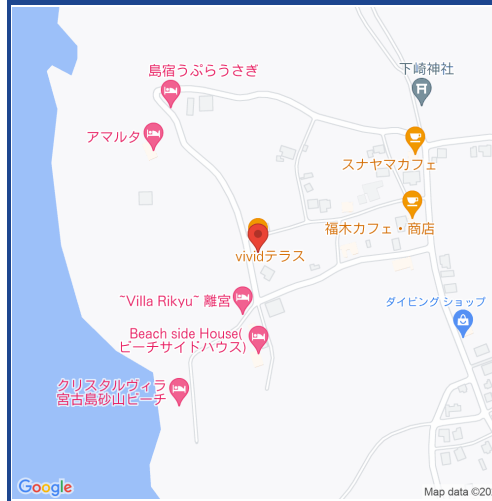 島宿うぷらうさぎ
下崎神社
アマルタ
スナヤマカフェ
福木カフェ・商店
vividテラス
~Villa Rikyu~ 離宮
ダイビング ショップ
Beach side House(
ビーチサイドハウス)
クリスタルヴィラ
宮古島砂山ビーチ
Google
Map data ©20